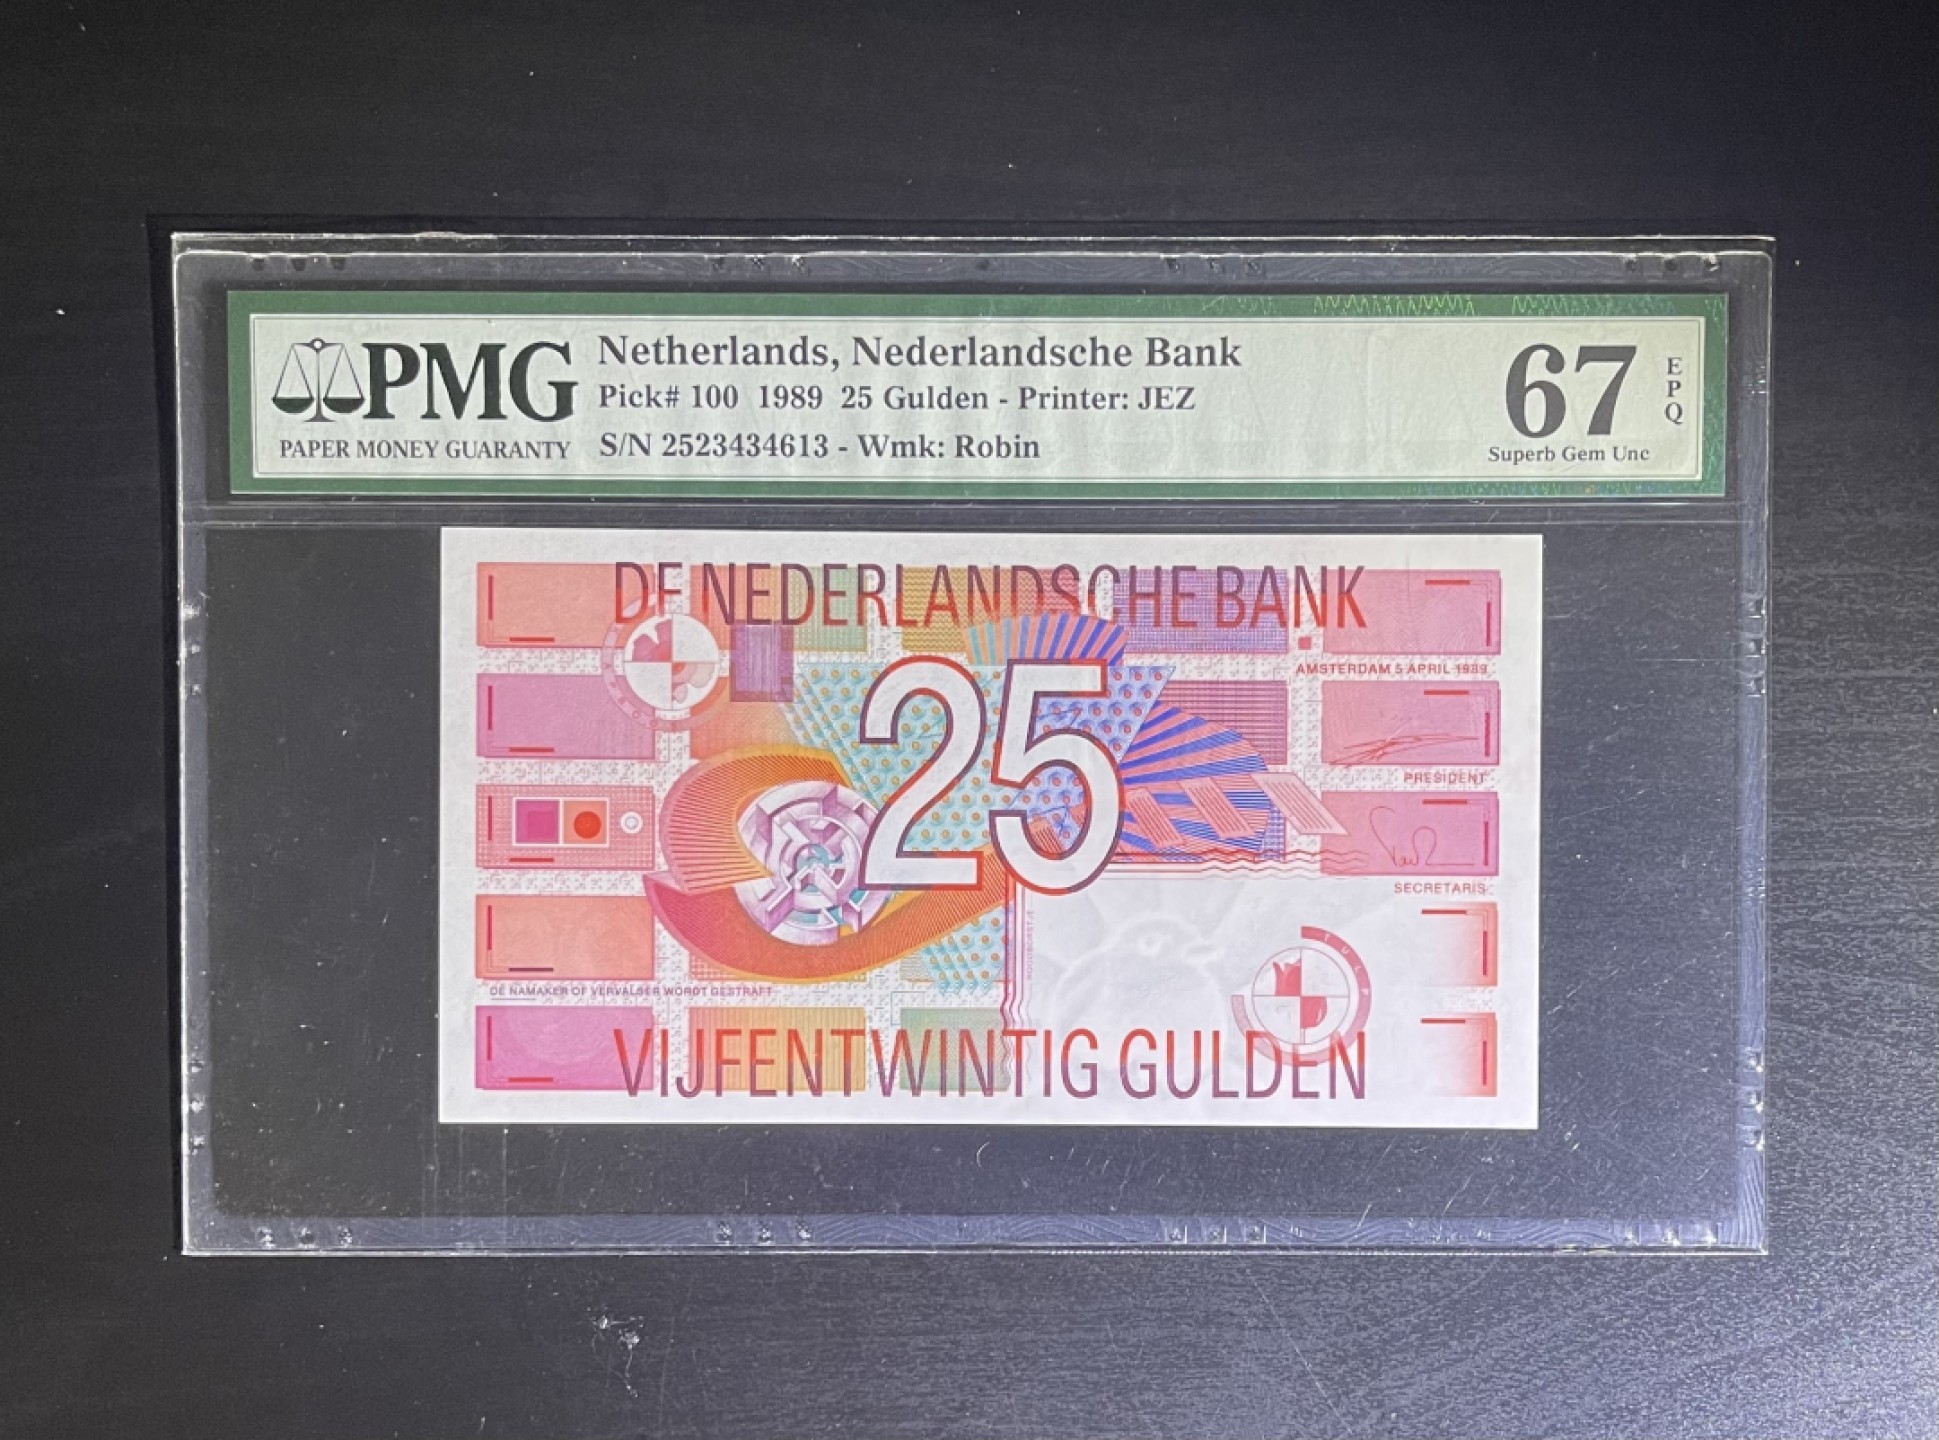 PMG
PAPER MONEY GUARANTY
Netherlands, Nederlandsche Bank
Pick# 100 1989 25 Gulden - Printer: JEZ
S/N 2523434613 - Wmk: Robin
67
EPQ
Superb Gem Unc
DE NEDERLANDSCHE BANK
AMSTERDAM 5 APRIL 1989
25
PRESIDENT
SECRETARIS
ROODBORSTJE
TULP
DE NAMAKER OF VERVALSER WORDT GESTRAFT
VIJFENTWINTIG GULDEN